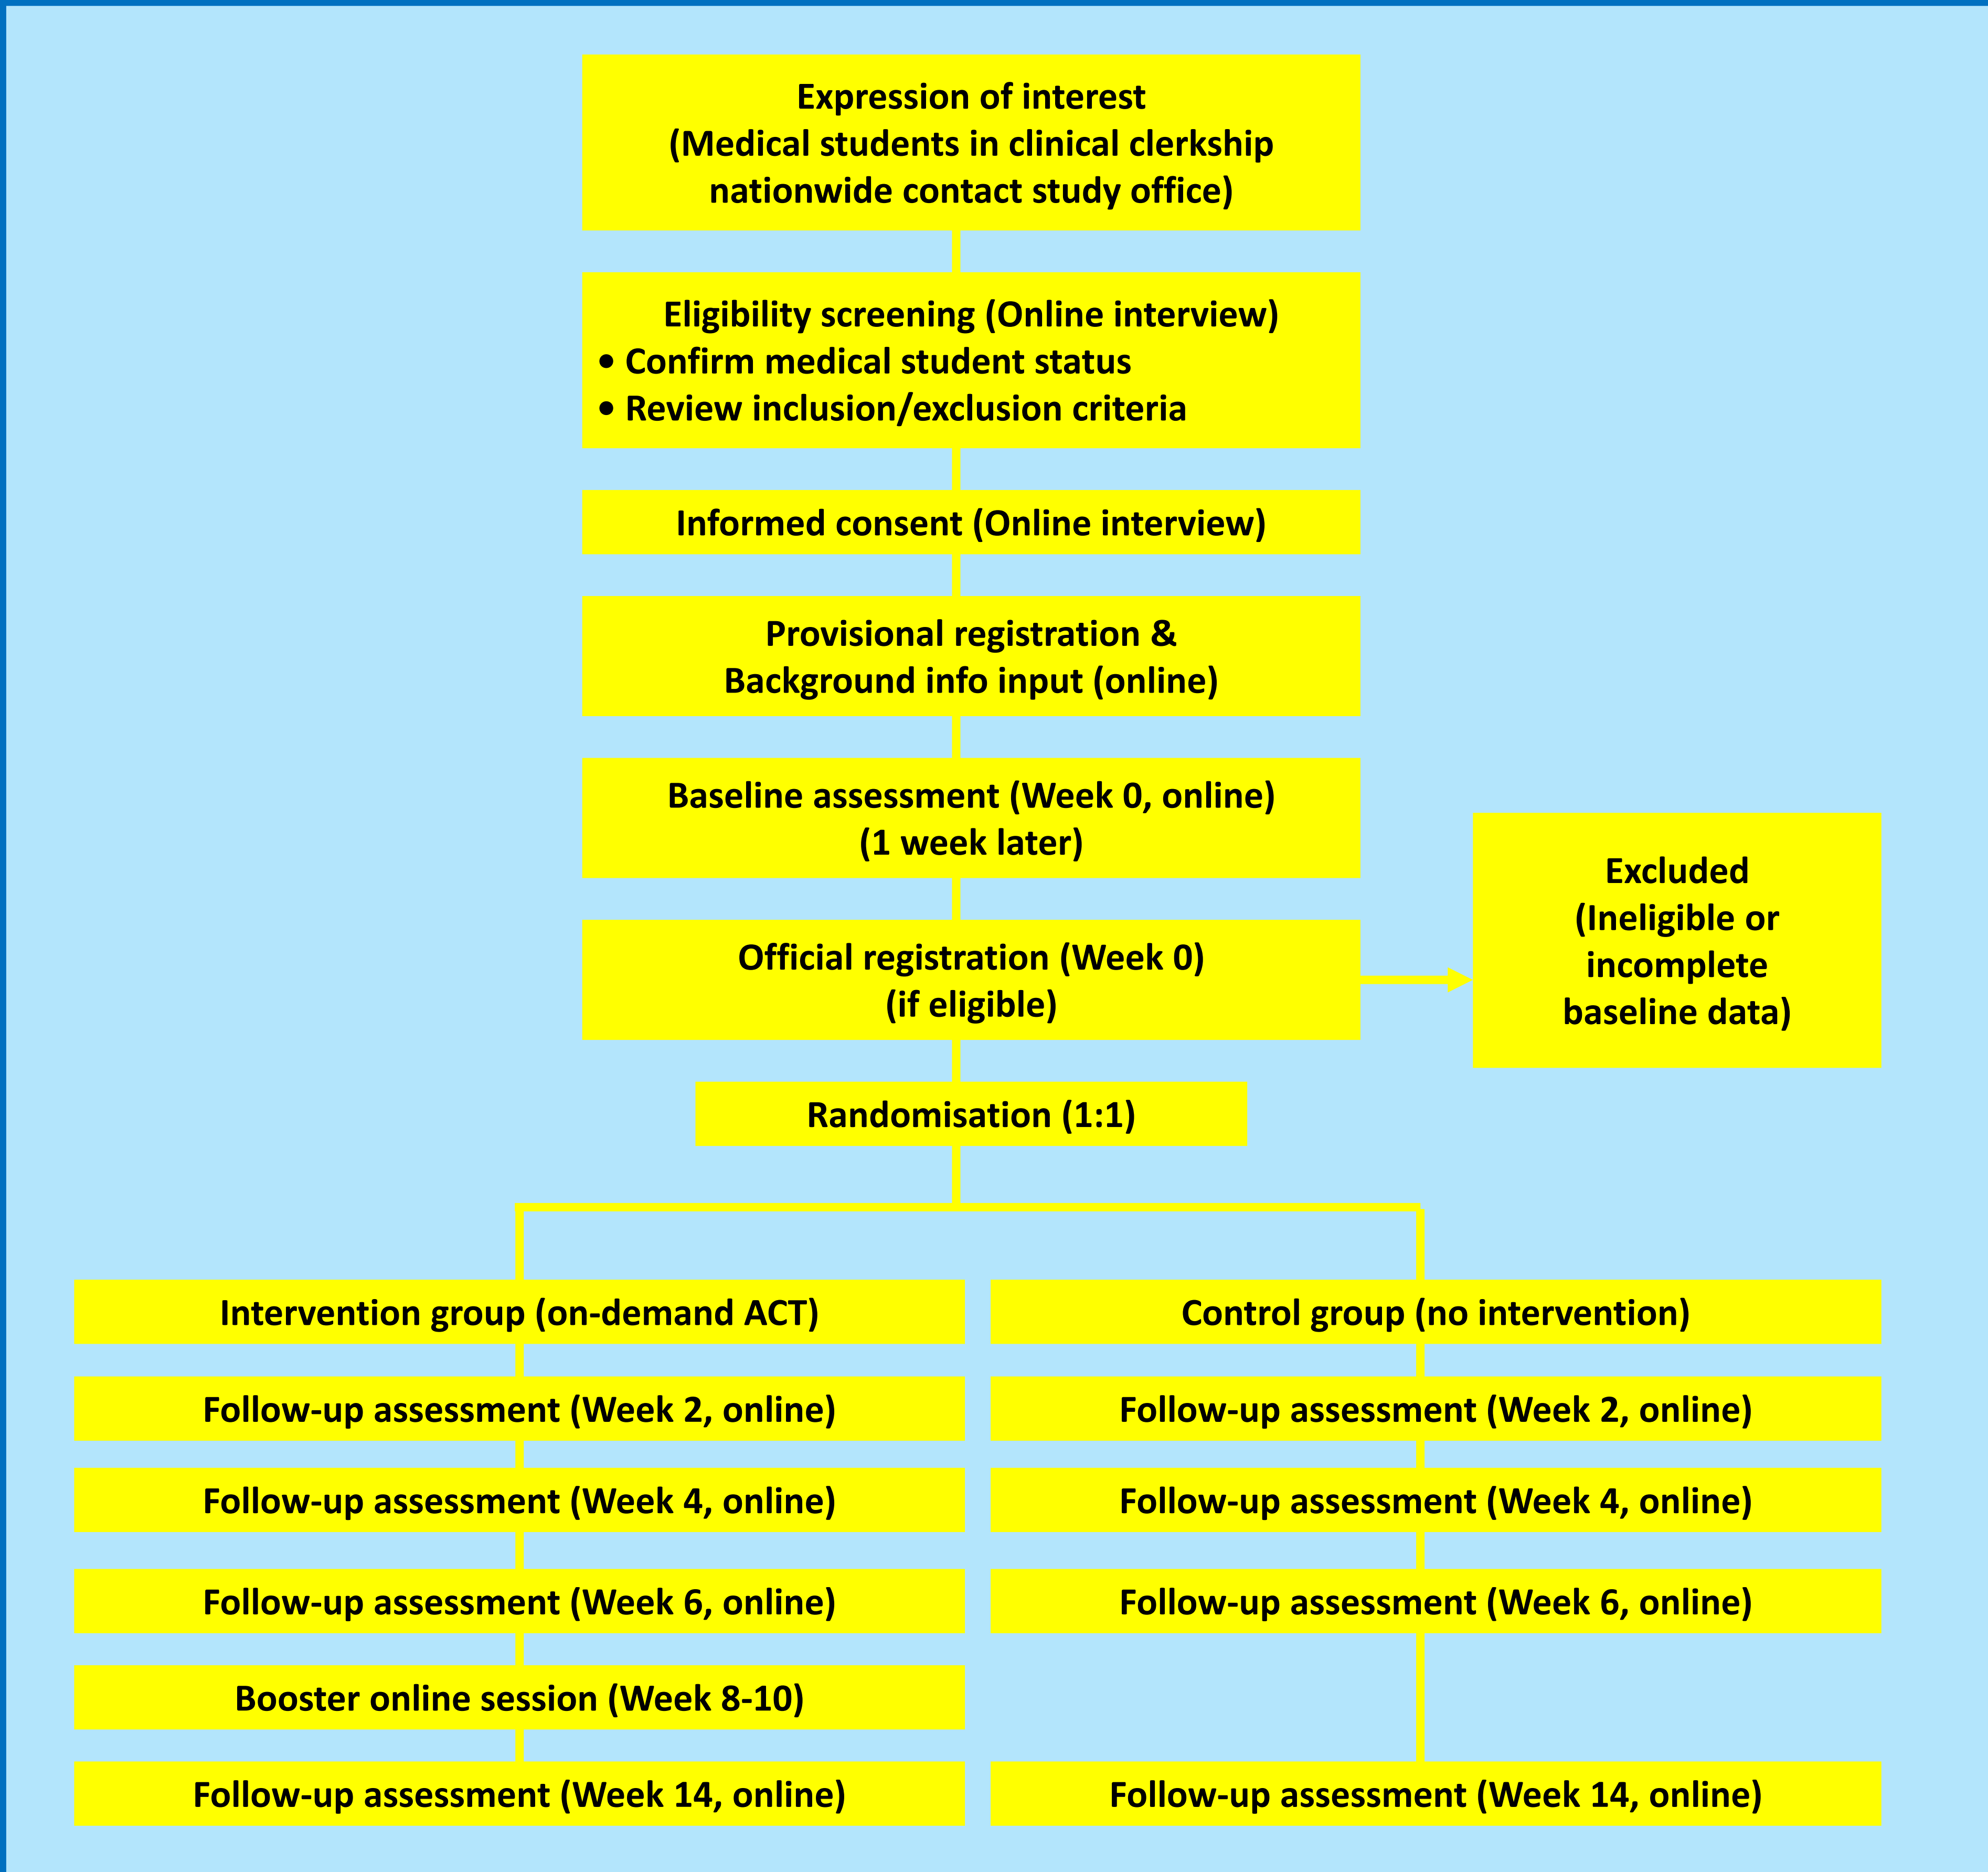 Expression of interest
(Medical students in clinical clerkship
nationwide contact study office)
Eligibility screening (Online interview)
• Confirm medical student status
• Review inclusion/exclusion criteria
Informed consent (Online interview)
Provisional registration &
Background info input (online)
Baseline assessment (Week 0, online)
(1 week later)
Official registration (Week 0)
(if eligible)
Excluded
(Ineligible or
incomplete
baseline data)
Randomisation (1:1)
Intervention group (on-demand ACT)
Follow-up assessment (Week 2, online)
Follow-up assessment (Week 4, online)
Follow-up assessment (Week 6, online)
Booster online session (Week 8-10)
Follow-up assessment (Week 14, online)
Control group (no intervention)
Follow-up assessment (Week 2, online)
Follow-up assessment (Week 4, online)
Follow-up assessment (Week 6, online)
Follow-up assessment (Week 14, online)